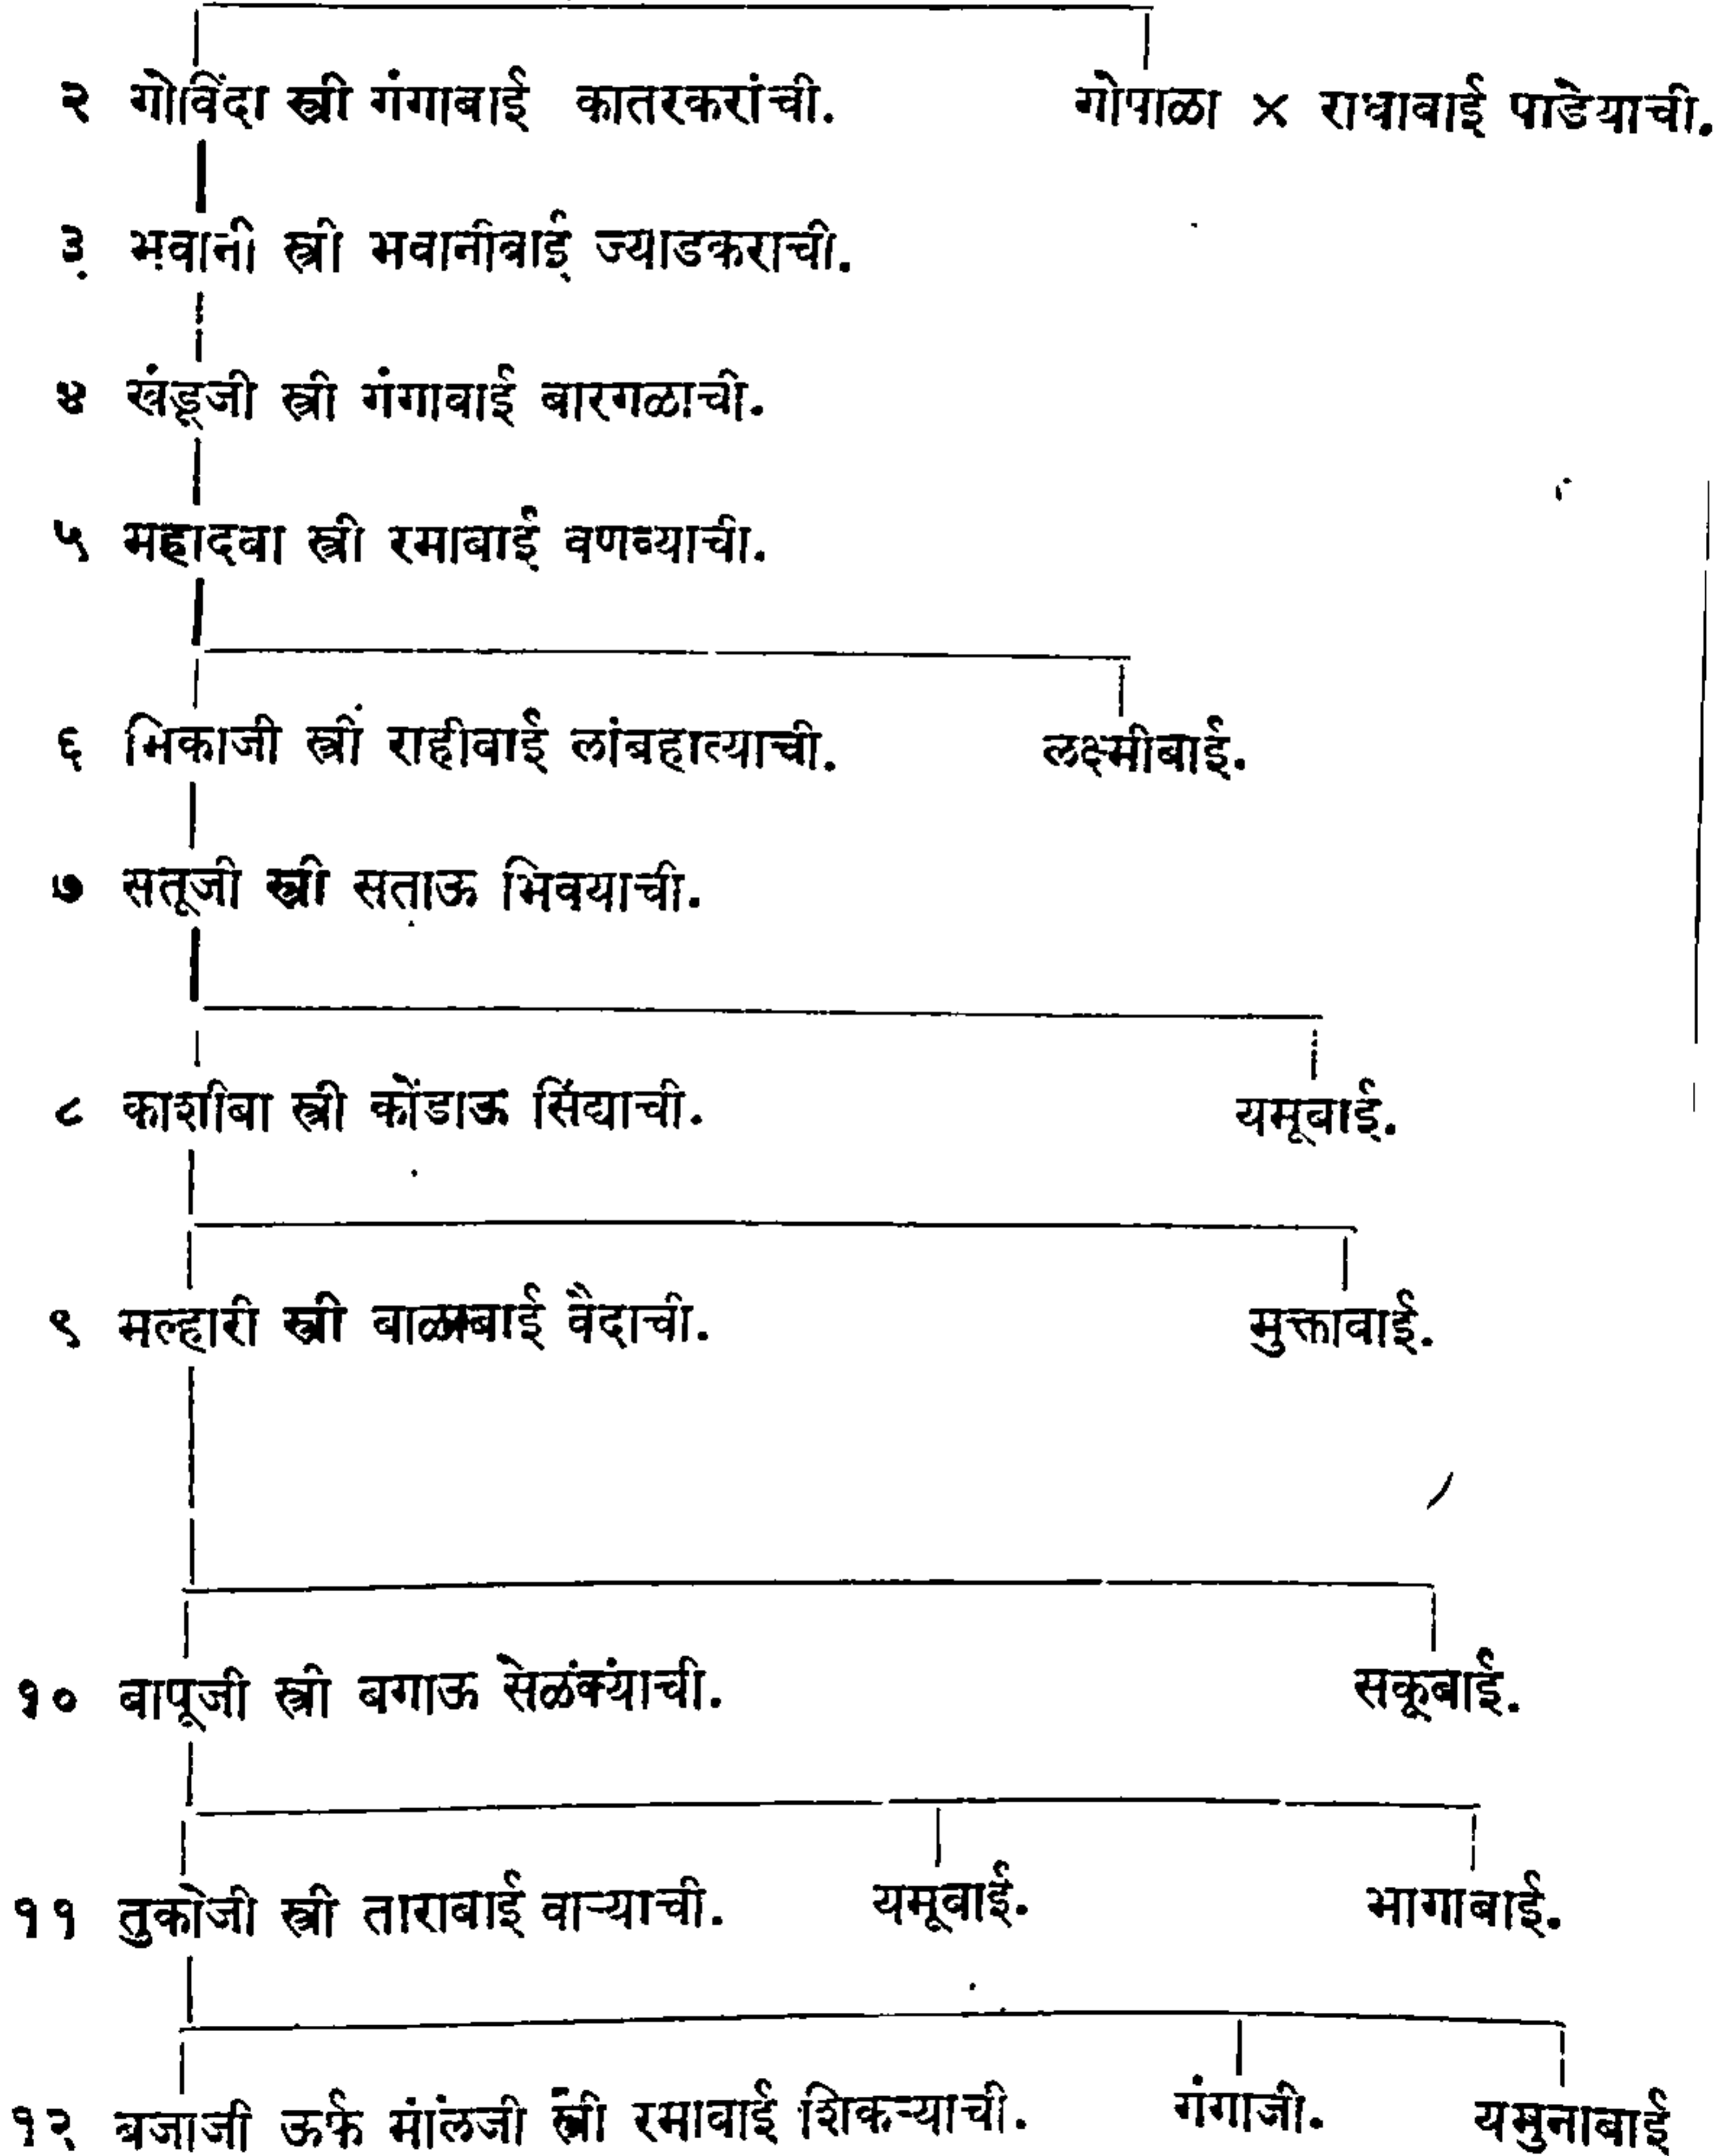 २ गोविंदा स्त्री गंगाबाई कातरकरांची. गोपाळा × राधाबाई पाडेयाची.
३ भवानी स्त्री भवानीबाई ज्याडकराची.
४ खंडूजी स्त्री गंगाबाई बारगळाची.
५ महादबा स्त्री रमाबाई वणव्याची.
६ भिकाजी स्त्री राहीबाई लांबहात्याची. लक्ष्मीबाई.
७ सतूजी स्त्री सताऊ भिवयाची.
८ काशीबा स्त्री कोंडाऊ सिंद्याची. यमूबाई.
९ मल्हारी स्त्री बाळाबाई वैदाची. मुक्ताबाई.
१० बापूजी स्त्री बगाऊ सेळंक्यांची. सकूबाई.
११ तुकोजी स्त्री ताराबाई वाऱ्याची. यमूबाई. भागाबाई.
१२ बजाजी ऊर्फ मालजी स्त्री रमाबाई शिकऱ्याची. गंगाजी. यमुनाबाई